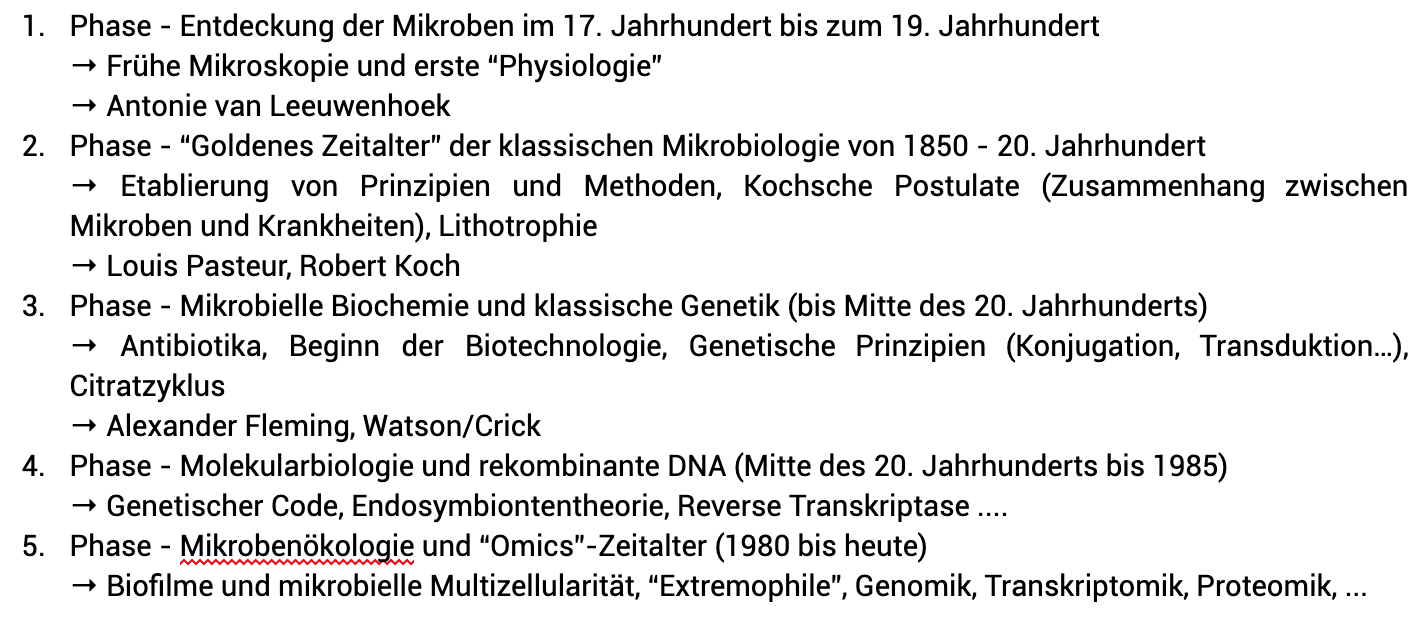 1. Phase - Entdeckung der Mikroben im 17. Jahrhundert bis zum 19. Jahrhundert
→ Frühe Mikroskopie und erste “Physiologie”
→ Antonie van Leeuwenhoek
2. Phase - “Goldenes Zeitalter” der klassischen Mikrobiologie von 1850 - 20. Jahrhundert
→ Etablierung von Prinzipien und Methoden, Kochsche Postulate (Zusammenhang zwischen
Mikroben und Krankheiten), Lithotrophie
→ Louis Pasteur, Robert Koch
3. Phase - Mikrobielle Biochemie und klassische Genetik (bis Mitte des 20. Jahrhunderts)
→ Antibiotika, Beginn der Biotechnologie, Genetische Prinzipien (Konjugation, Transduktion…),
Citratzyklus
→ Alexander Fleming, Watson/Crick
4. Phase - Molekularbiologie und rekombinante DNA (Mitte des 20. Jahrhunderts bis 1985)
→ Genetischer Code, Endosymbiontentheorie, Reverse Transkriptase ....
5. Phase - Mikrobenökologie und “Omics”-Zeitalter (1980 bis heute)
→ Biofilme und mikrobielle Multizellularität, “Extremophile”, Genomik, Transkriptomik, Proteomik, ...